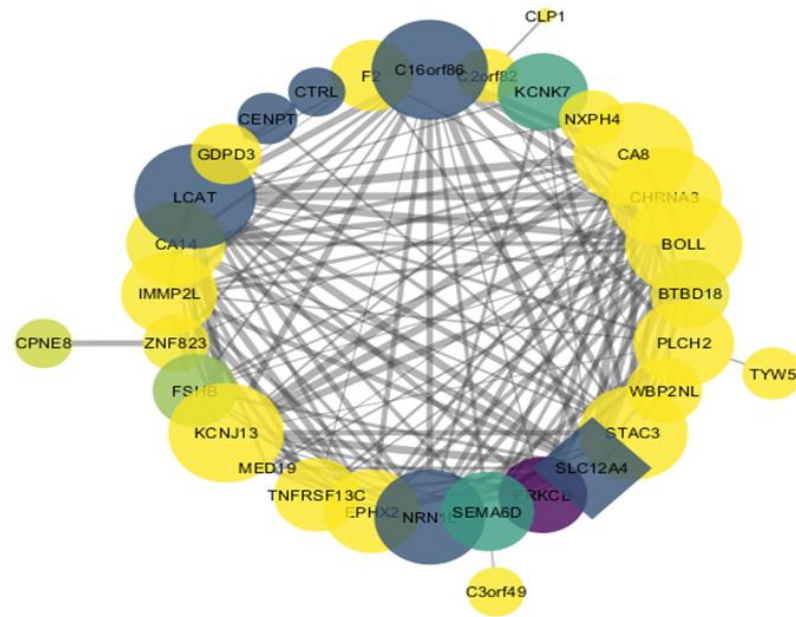 CLP1
F2
C16orf86
C2orf82
CTRL
KCNK7
CENPT
NXPH4
GDPD3
CA8
LCAT
CHRNA3
CA14
BOLL
IMMP2L
BTBD18
CPNE8
ZNF823
PLCH2
TYW5
FSHB
WBP2NL
KCNJ13
STAC3
MED19
SLC12A4
TNFRSF13C
PRKCB
EPHX2
NRN1L
SEMA6D
C3orf49